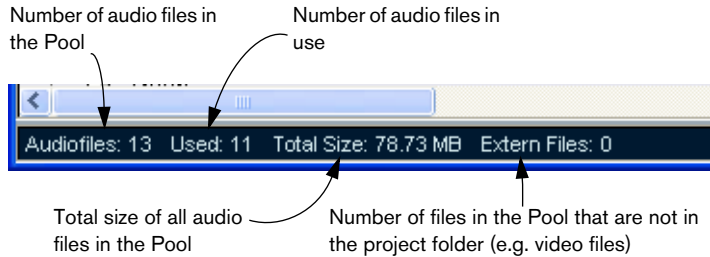 Number of audio files in
the Pool
Number of audio files in
use
Audiofiles: 13 Used: 11 Total Size: 78.73 MB Extern Files: 0
Total size of all audio
files in the Pool
Number of files in the Pool that are not in
the project folder (e.g. video files)